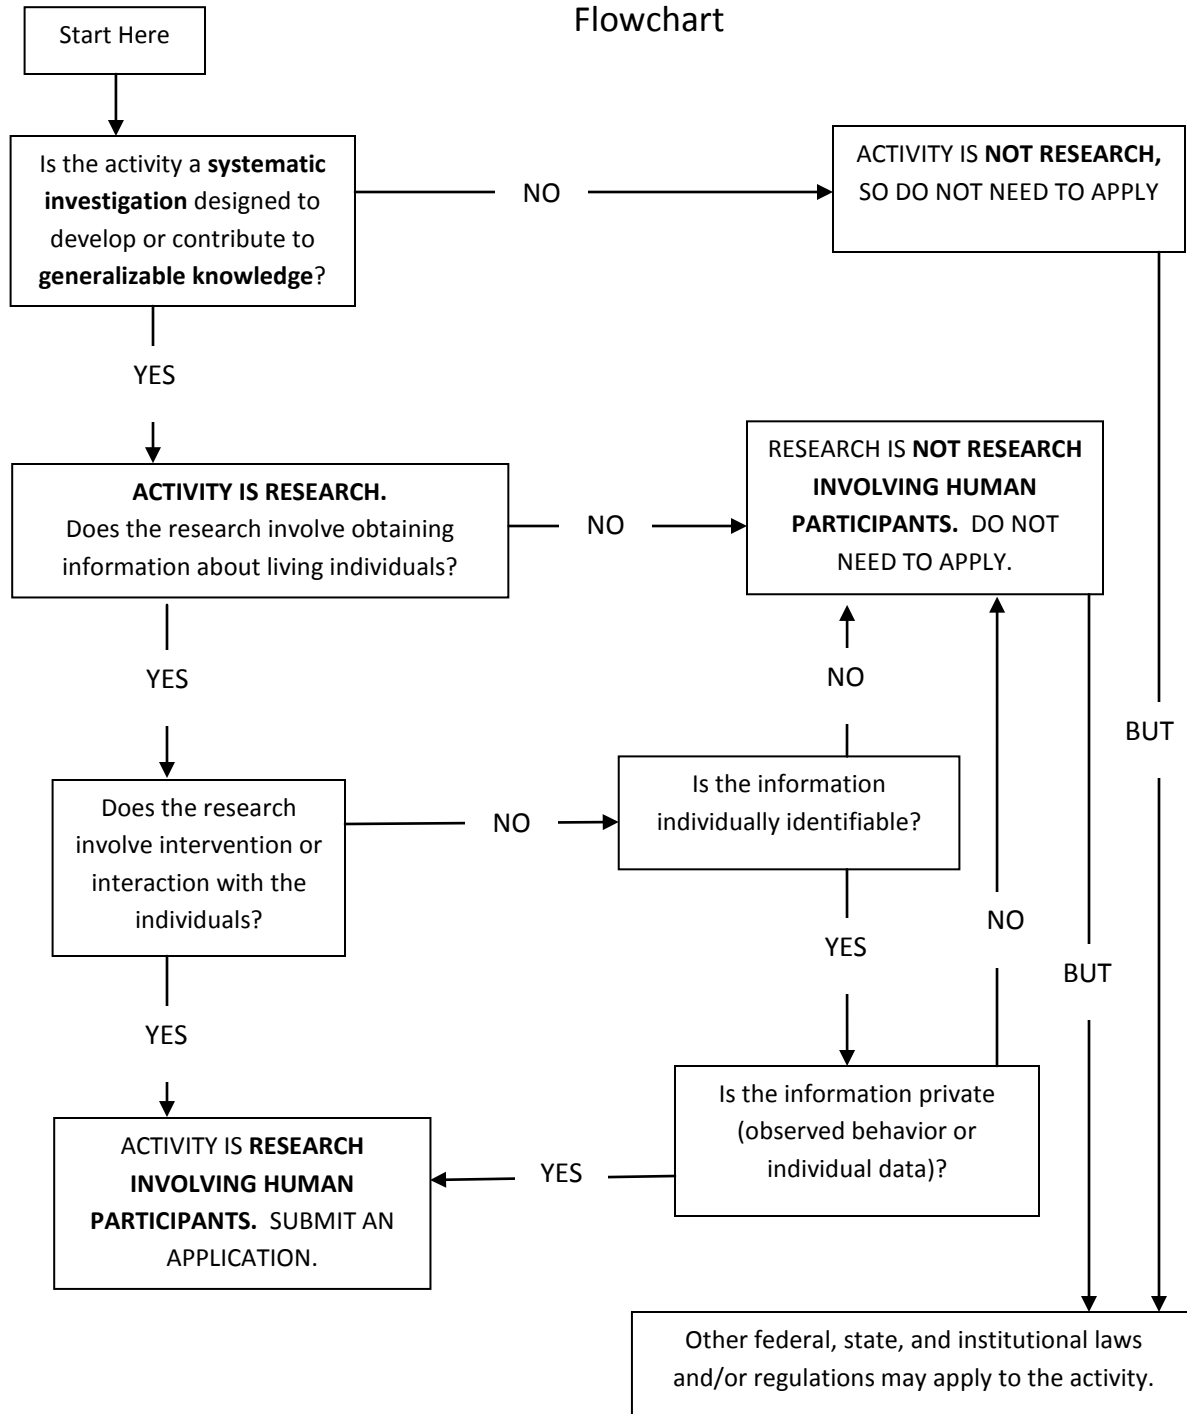 Flowchart
Start Here
Is the activity a systematic
investigation designed to
develop or contribute to
generalizable knowledge?
NO
ACTIVITY IS NOT RESEARCH,
SO DO NOT NEED TO APPLY
YES
ACTIVITY IS RESEARCH.
Does the research involve obtaining
information about living individuals?
NO
RESEARCH IS NOT RESEARCH
INVOLVING HUMAN
PARTICIPANTS. DO NOT
NEED TO APPLY.
YES
NO
BUT
Does the research
involve intervention or
interaction with the
individuals?
NO
Is the information
individually identifiable?
YES
NO
BUT
YES
Is the information private
(observed behavior or
individual data)?
YES
ACTIVITY IS RESEARCH
INVOLVING HUMAN
PARTICIPANTS. SUBMIT AN
APPLICATION.
Other federal, state, and institutional laws
and/or regulations may apply to the activity.